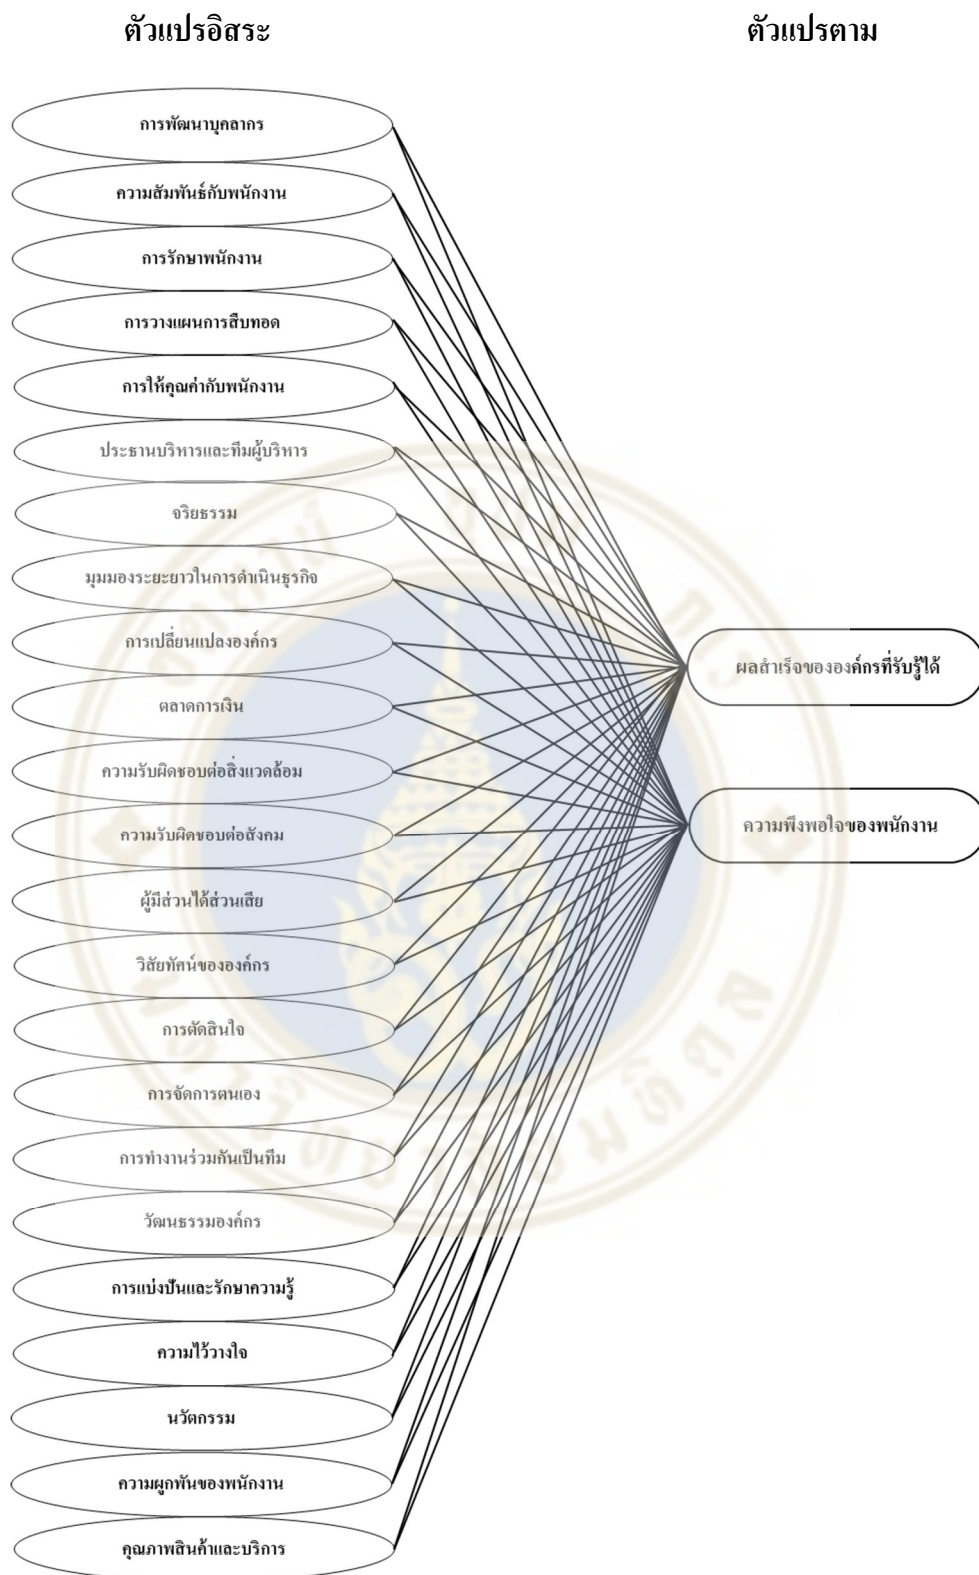 ตัวแปรอิสระ
ตัวแปรตาม
การพัฒนาบุคลากร
ความสัมพันธ์กับพนักงาน
การรักษาพนักงาน
การวางแผนการสืบทอด
การให้คุณค่ากับพนักงาน
ประธานบริหารและทีมผู้บริหาร
จริยธรรม
มุมมองระยะยาวในการดำเนินธุรกิจ
การเปลี่ยนแปลงองค์กร
ตลาดการเงิน
ความรับผิดชอบต่อสิ่งแวดล้อม
ความรับผิดชอบต่อสังคม
ผู้มีส่วนได้ส่วนเสีย
วิสัยทัศน์ขององค์กร
การตัดสินใจ
การจัดการตนเอง
การทำงานร่วมกันเป็นทีม
วัฒนธรรมองค์กร
การแบ่งปันและรักษาความรู้
ความไว้วางใจ
นวัตกรรม
ความผูกพันของพนักงาน
คุณภาพสินค้าและบริการ
ผลสำเร็จขององค์กรที่รับรู้ได้
ความพึงพอใจของพนักงาน